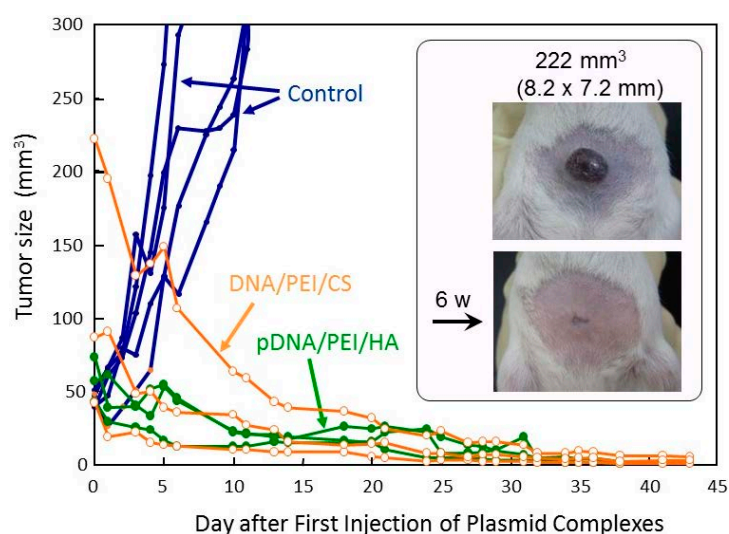 300
250
200
150
100
50
0
Tumor size (mm³)
0 5 10 15 20 25 30 35 40 45
Day after First Injection of Plasmid Complexes
Control
DNA/PEI/CS
pDNA/PEI/HA
222 mm³
(8.2 x 7.2 mm)
6 w